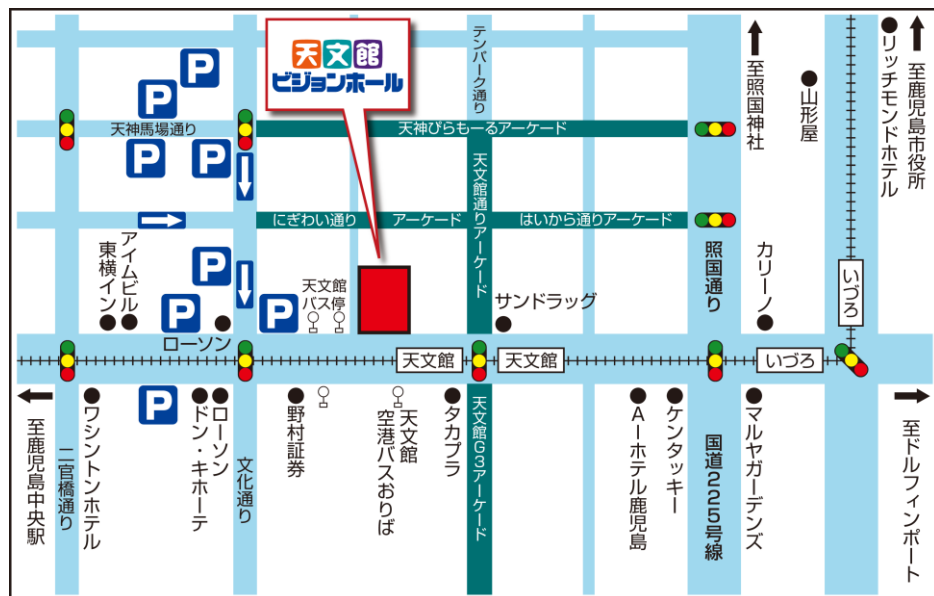 天文館
ビジョンホール
テンパーク通り
至照国神社
山形屋
リッチモンドホテル
至鹿児島市役所
P
P
天神馬場通り
天神ぴらもーるアーケード
P
P
天文館通りアーケード
にぎわい通り
アーケード
はいから通りアーケード
東横イン
アイムビル
P
P
P
天文館
バス停
サンドラッグ
照国通り
カリーノ
いづろ
ローソン
天文館
天文館
いづろ
至鹿児島中央駅
二官橋通り
ワシントンホテル
P
ドン・キホーテ
ローソン
文化通り
野村証券
天文館
空港バスおりば
タカプラ
天文館G3アーケード
Aーホテル鹿児島
ケンタッキー
国道225号線
マルヤガーデンズ
至ドルフィンポート